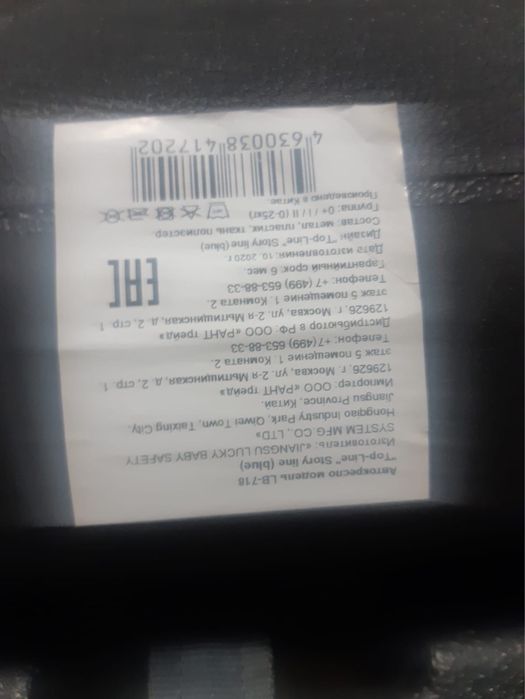 Автокресло модель LB-718
"Top-Line" Story line (blue)
Изготовитель: «JIANGSU LUCKY BABY SAFETY
SYSTEM MFG.CO., LTD»
Hongqiao Industry Park, Qiwei Town, Taixing City,
Jiangsu Province, Китай.
Импортер: ООО «РАНТ трейд»
129626, г. Москва, ул. 2-я Мытищинская, д. 2, стр. 1
этаж 5 помещение 1. Комната 2.
Телефон: +7(499) 653-88-33
Дистрибютор в РФ: ООО «РАНТ трейд»
129626, г. Москва, ул. 2-я Мытищинская, д. 2, стр. 1
этаж 5 помещение 1. Комната 2.
Телефон: +7 (499) 653-88-33
Гарантийный срок: 6 мес.
Дата изготовления: 10. 2020 г.
Дизайн "Top-Line" Story line (blue)
Состав: метал, пластик, ткань, полиэстер
Группа: 0+ / I / II (0-25кг)
Произведено в Китае.
ЕАС
4 630038 417202